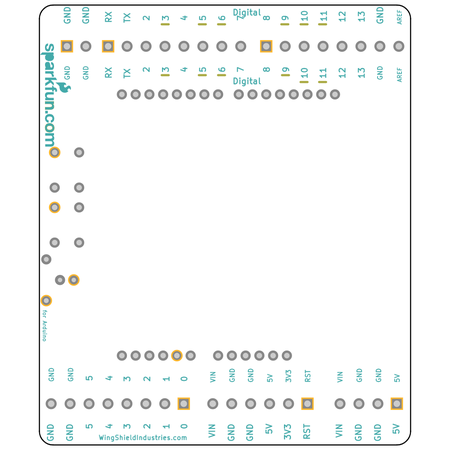 Digital
GND GND RX TX 2 3 4 5 6 7 8 9 10 11 12 13 GND AREF
GND GND RX TX 2 3 4 5 6 7 8 9 10 11 12 13 GND AREF
Digital
sparkfun.com
for Arduino
GND GND 5 4 3 2 1 0 VIN GND GND 5V 3V3 RST VIN GND GND 5V
GND GND 5 4 3 2 1 0 VIN GND GND 5V 3V3 RST VIN GND GND 5V
WingShieldIndustries.com